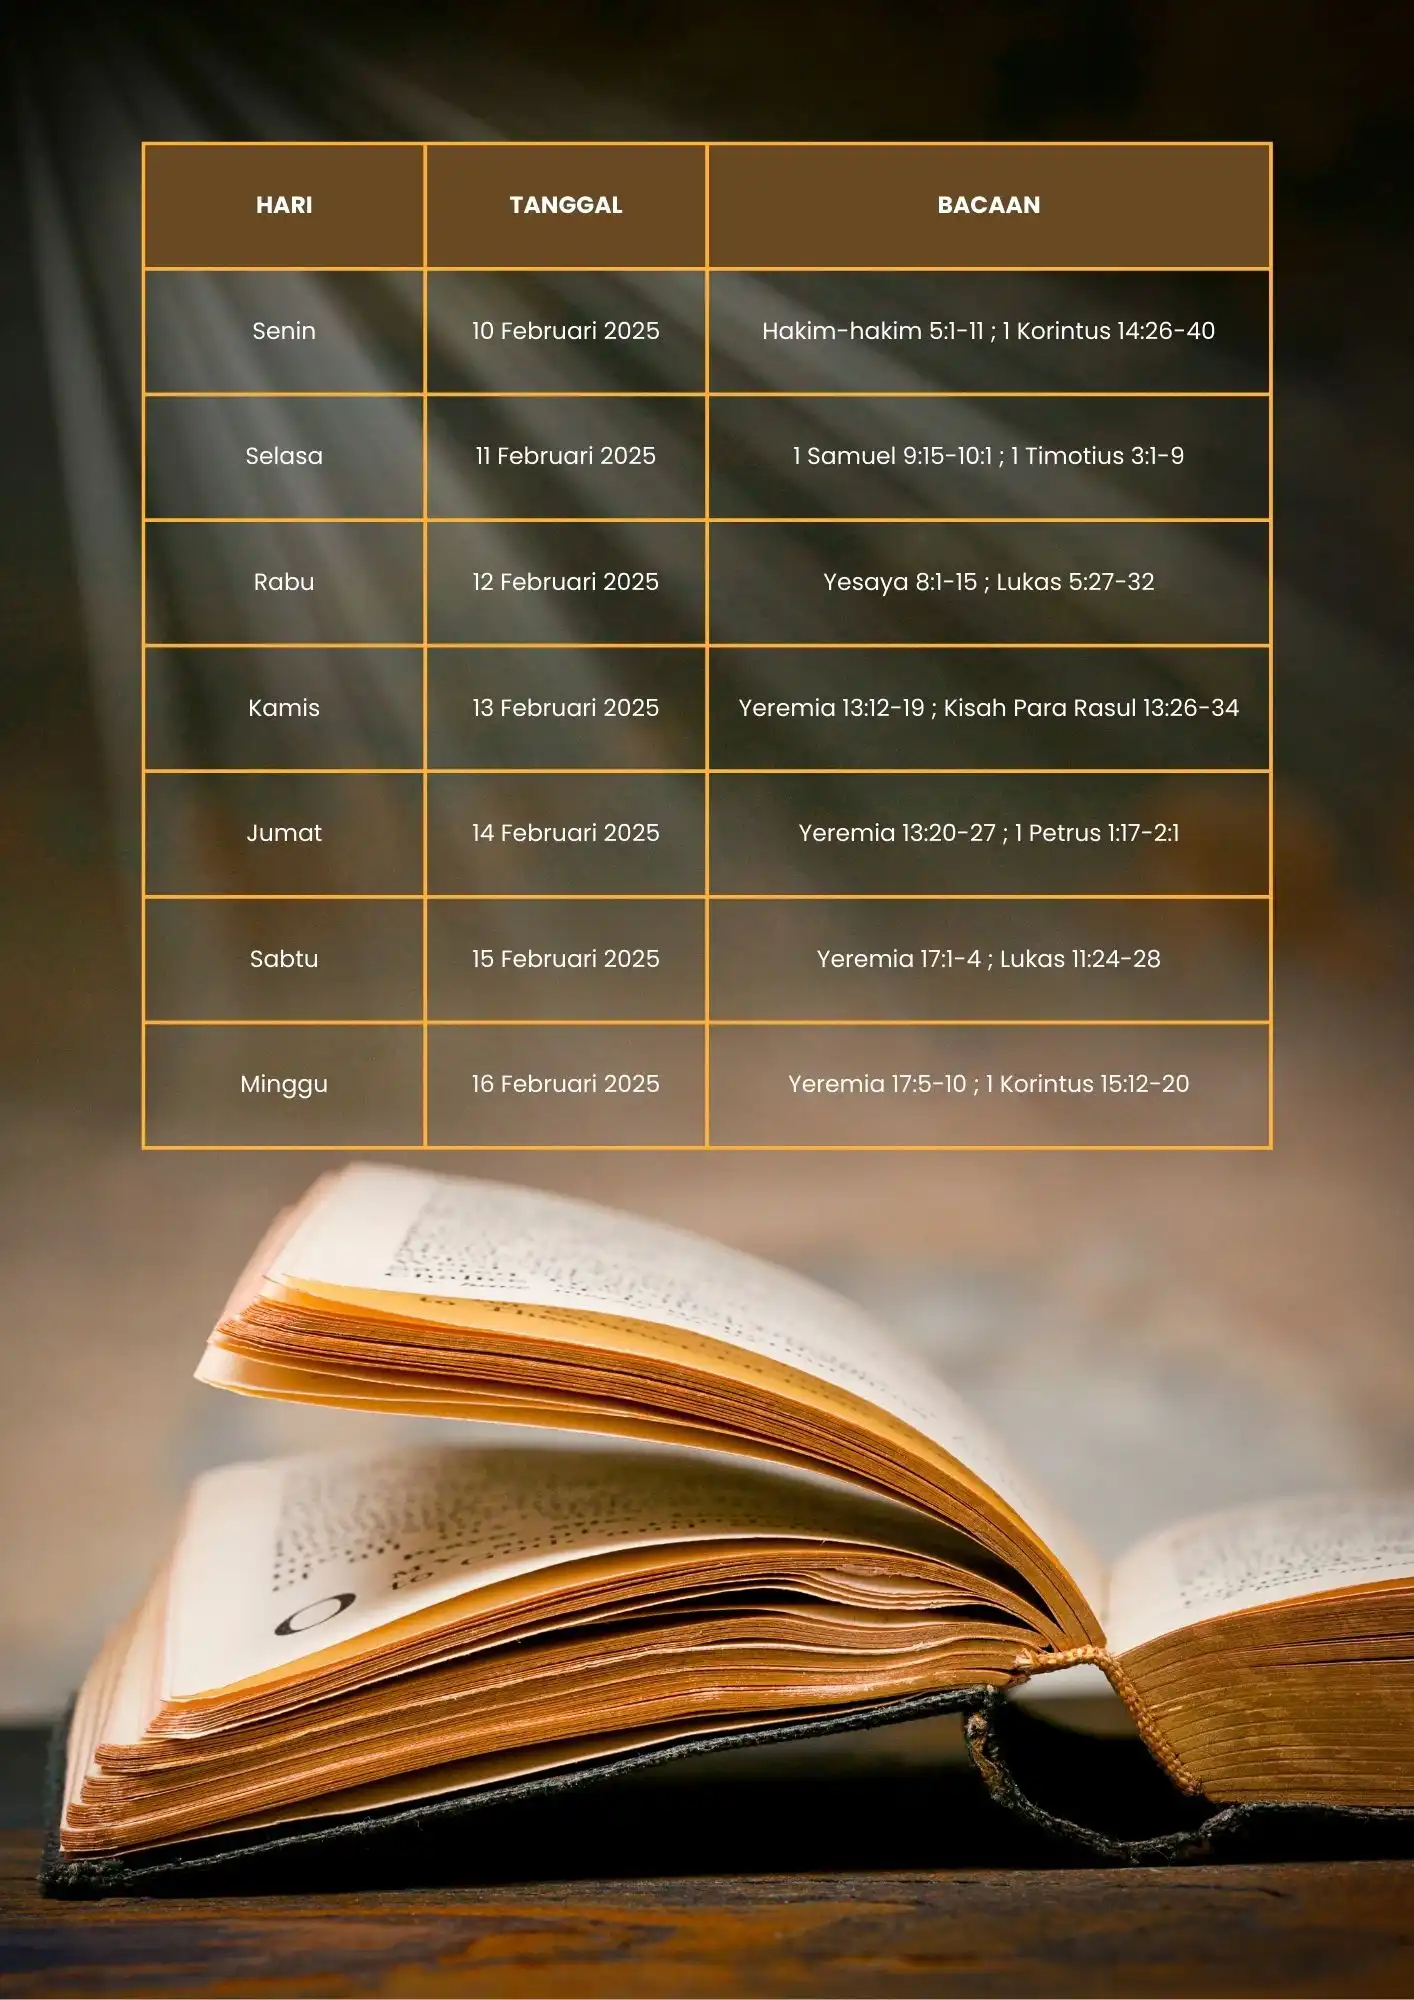 HARI TANGGAL BACAAN
Senin 10 Februari 2025 Hakim-hakim 5:1-11 ; 1 Korintus 14:26-40
Selasa 11 Februari 2025 1 Samuel 9:15-10:1 ; 1 Timotius 3:1-9
Rabu 12 Februari 2025 Yesaya 8:1-15 ; Lukas 5:27-32
Kamis 13 Februari 2025 Yeremia 13:12-19 ; Kisah Para Rasul 13:26-34
Jumat 14 Februari 2025 Yeremia 13:20-27 ; 1 Petrus 1:17-2:1
Sabtu 15 Februari 2025 Yeremia 17:1-4 ; Lukas 11:24-28
Minggu 16 Februari 2025 Yeremia 17:5-10 ; 1 Korintus 15:12-20